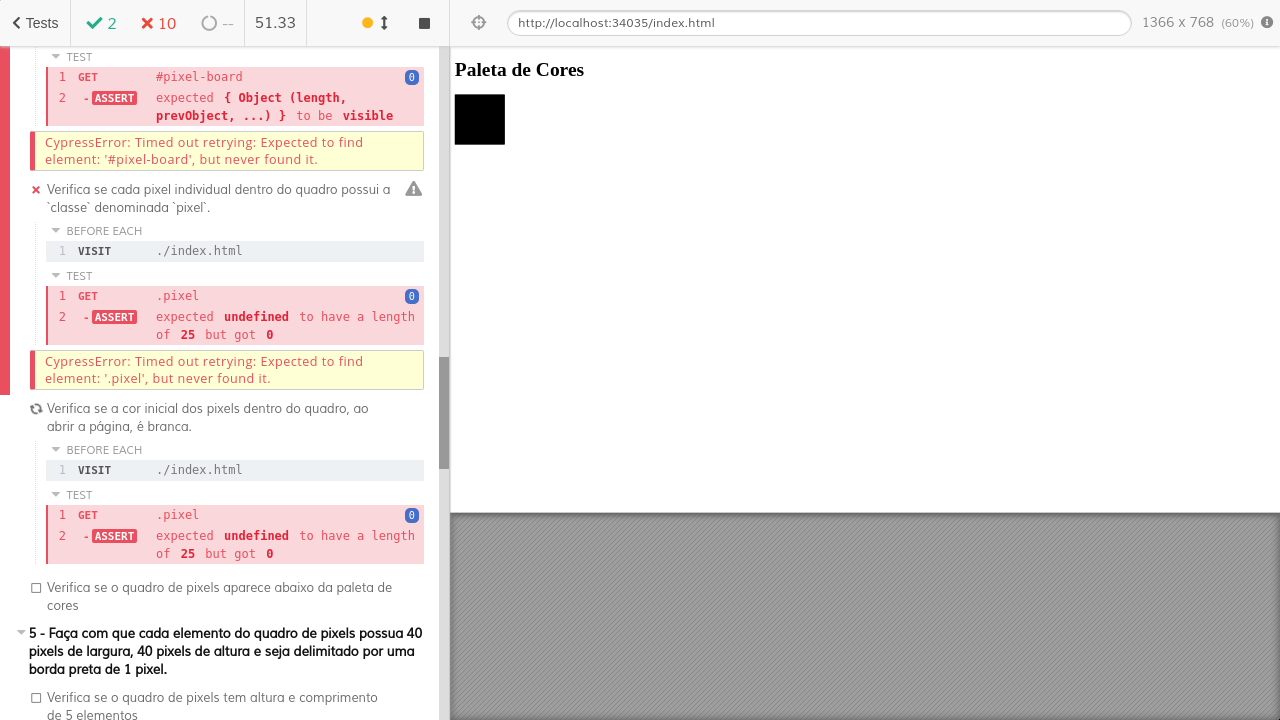 Tests
2
10
--
51.33
http://localhost:34035/index.html
1366 x 768 (60%)
TEST
1 GET #pixel-board 0
2 -ASSERT expected { Object (length,
prevObject, ...) } to be visible
CypressError: Timed out retrying: Expected to find
element: '#pixel-board', but never found it.
Verifica se cada pixel individual dentro do quadro possui a
`classe` denominada `pixel`.
BEFORE EACH
1 VISIT ./index.html
TEST
1 GET .pixel 0
2 -ASSERT expected undefined to have a length
of 25 but got 0
CypressError: Timed out retrying: Expected to find
element: '.pixel', but never found it.
Verifica se a cor inicial dos pixels dentro do quadro, ao
abrir a página, é branca.
BEFORE EACH
1 VISIT ./index.html
TEST
1 GET .pixel 0
2 -ASSERT expected undefined to have a length
of 25 but got 0
Verifica se o quadro de pixels aparece abaixo da paleta de
cores
5 - Faça com que cada elemento do quadro de pixels possua 40
pixels de largura, 40 pixels de altura e seja delimitado por uma
borda preta de 1 pixel.
Verifica se o quadro de pixels tem altura e comprimento
de 5 elementos
Paleta de Cores